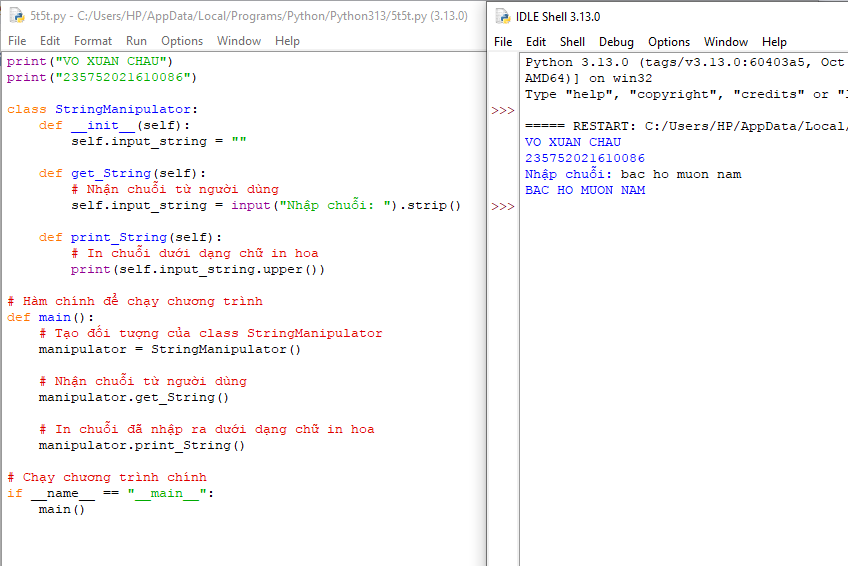 5t5t.py - C:/Users/HP/AppData/Local/Programs/Python/Python313/5t5t.py (3.13.0)
File Edit Format Run Options Window Help
print("VO XUAN CHAU")
print("235752021610086")
class StringManipulator:
def __init__(self):
self.input_string = ""
def get_String(self):
# Nhận chuỗi từ người dùng
self.input_string = input("Nhập chuỗi: ").strip()
def print_String(self):
# In chuỗi dưới dạng chữ in hoa
print(self.input_string.upper())
# Hàm chính để chạy chương trình
def main():
# Tạo đối tượng của class StringManipulator
manipulator = StringManipulator()
# Nhận chuỗi từ người dùng
manipulator.get_String()
# In chuỗi đã nhập ra dưới dạng chữ in hoa
manipulator.print_String()
# Chạy chương trình chính
if __name__ == "__main__":
main()
IDLE Shell 3.13.0
File Edit Shell Debug Options Window Help
Python 3.13.0 (tags/v3.13.0:60403a5, Oct
AMD64)] on win32
Type "help", "copyright", "credits" or "l
>>>
===== RESTART: C:/Users/HP/AppData/Local/
VO XUAN CHAU
235752021610086
Nhập chuỗi: bac ho muon nam
BAC HO MUON NAM
>>>